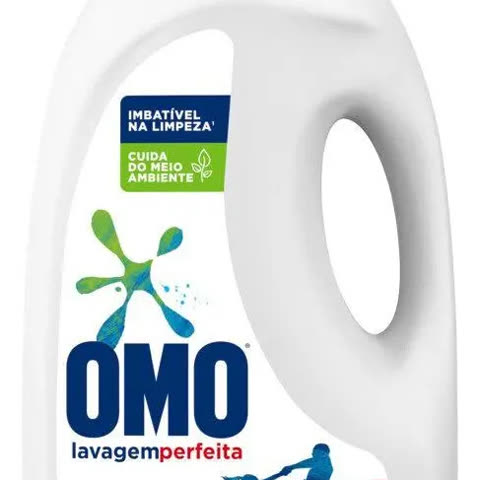 IMBATÍVEL
NA LIMPEZA¹
CUIDA
DO MEIO
AMBIENTE
OMO®
lavagemperfeita